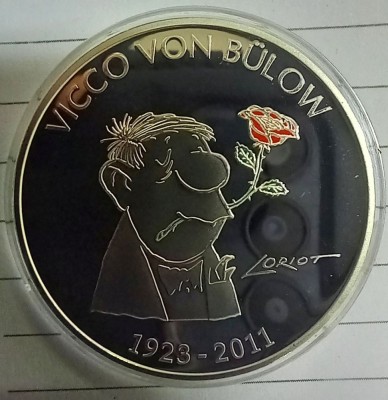 VICCO VON BÜLOW
LORIOT
1923 - 2011